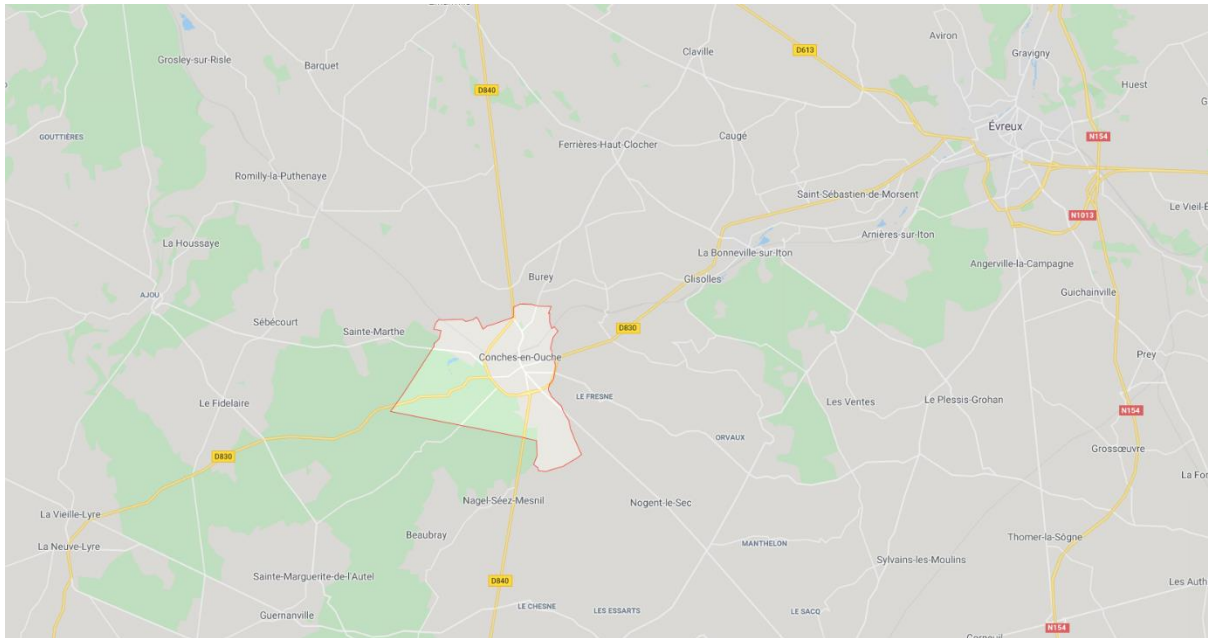 Aviron
Gravigny
Claville
D613
Grosley-sur-Risle
Barquet
Huest
D840
GOUTTIÈRES
Évreux
N154
Caugé
Ferrières-Haut-Clocher
Romilly-la-Puthenaye
Saint-Sébastien-de Morsent
Le Vieil-É
N1013
La Houssaye
Arnières-sur-Iton
La Bonneville-sur-Iton
Angerville-la-Campagne
Burey
Glisolles
Guichainville
AJOU
Sébécourt
Sainte-Marthe
D830
Conches-en-Ouche
Prey
LE FRESNE
Le Fidelaire
Les Ventes
Le Plessis-Grohan
N154
ORVAUX
Grossœuvre
D830
La For
Nagel-Séez-Mesnil
Nogent-le-Sec
La Vieille-Lyre
Beaubray
Thomer-la-Sôgne
La Neuve-Lyre
MANTHELON
Sylvains-les-Moulins
Sainte-Marguerite-de-l'Autel
D840
Les Auth
LE CHESNE
LES ESSARTS
LE SACQ
Guernanville
N154